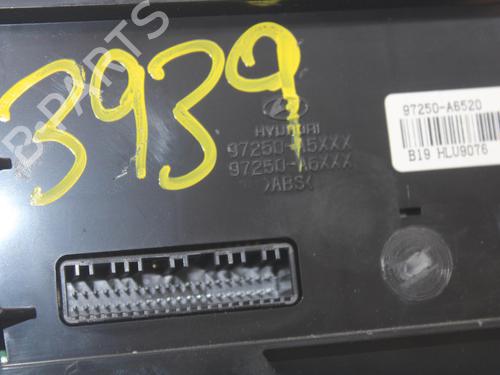 3939
HYUNDAI
97250-A5XXX
97250-A6XXX
>ABS<
97250-A6520
B19 HLU9076
B-PARTS